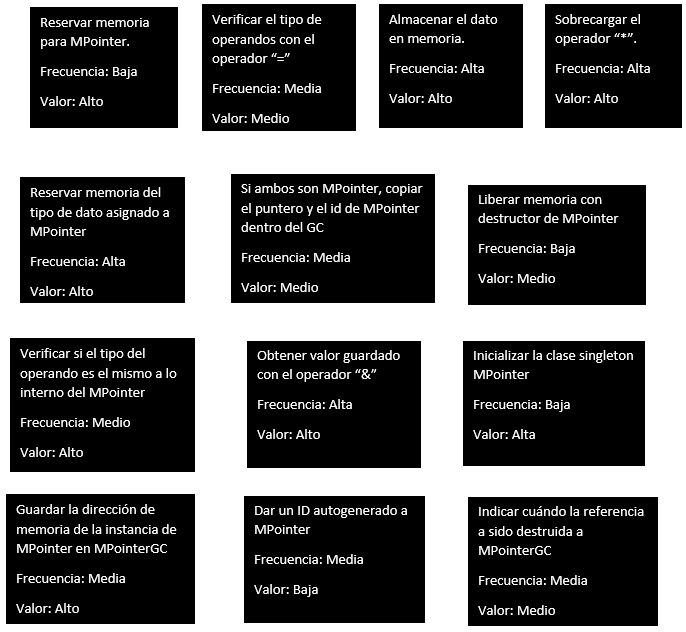 Reservar memoria
para MPointer.
Frecuencia: Baja
Valor: Alto
Verificar el tipo de
operandos con el
operador “=”
Frecuencia: Media
Valor: Medio
Almacenar el dato
en memoria.
Frecuencia: Alta
Valor: Alto
Sobrecargar el
operador “*”.
Frecuencia: Alta
Valor: Alto
Reservar memoria del
tipo de dato asignado a
MPointer
Frecuencia: Alta
Valor: Alto
Si ambos son MPointer, copiar
el puntero y el id de MPointer
dentro del GC
Frecuencia: Media
Valor: Medio
Liberar memoria con
destructor de MPointer
Frecuencia: Baja
Valor: Medio
Verificar si el tipo del
operando es el mismo a lo
interno del MPointer
Frecuencia: Medio
Valor: Alto
Obtener valor guardado
con el operador “&”
Frecuencia: Alta
Valor: Alto
Inicializar la clase singleton
MPointer
Frecuencia: Baja
Valor: Alta
Guardar la dirección de
memoria de la instancia de
MPointer en MPointerGC
Frecuencia: Media
Valor: Alto
Dar un ID autogenerado a
MPointer
Frecuencia: Media
Valor: Baja
Indicar cuándo la referencia
a sido destruida a
MPointerGC
Frecuencia: Media
Valor: Medio